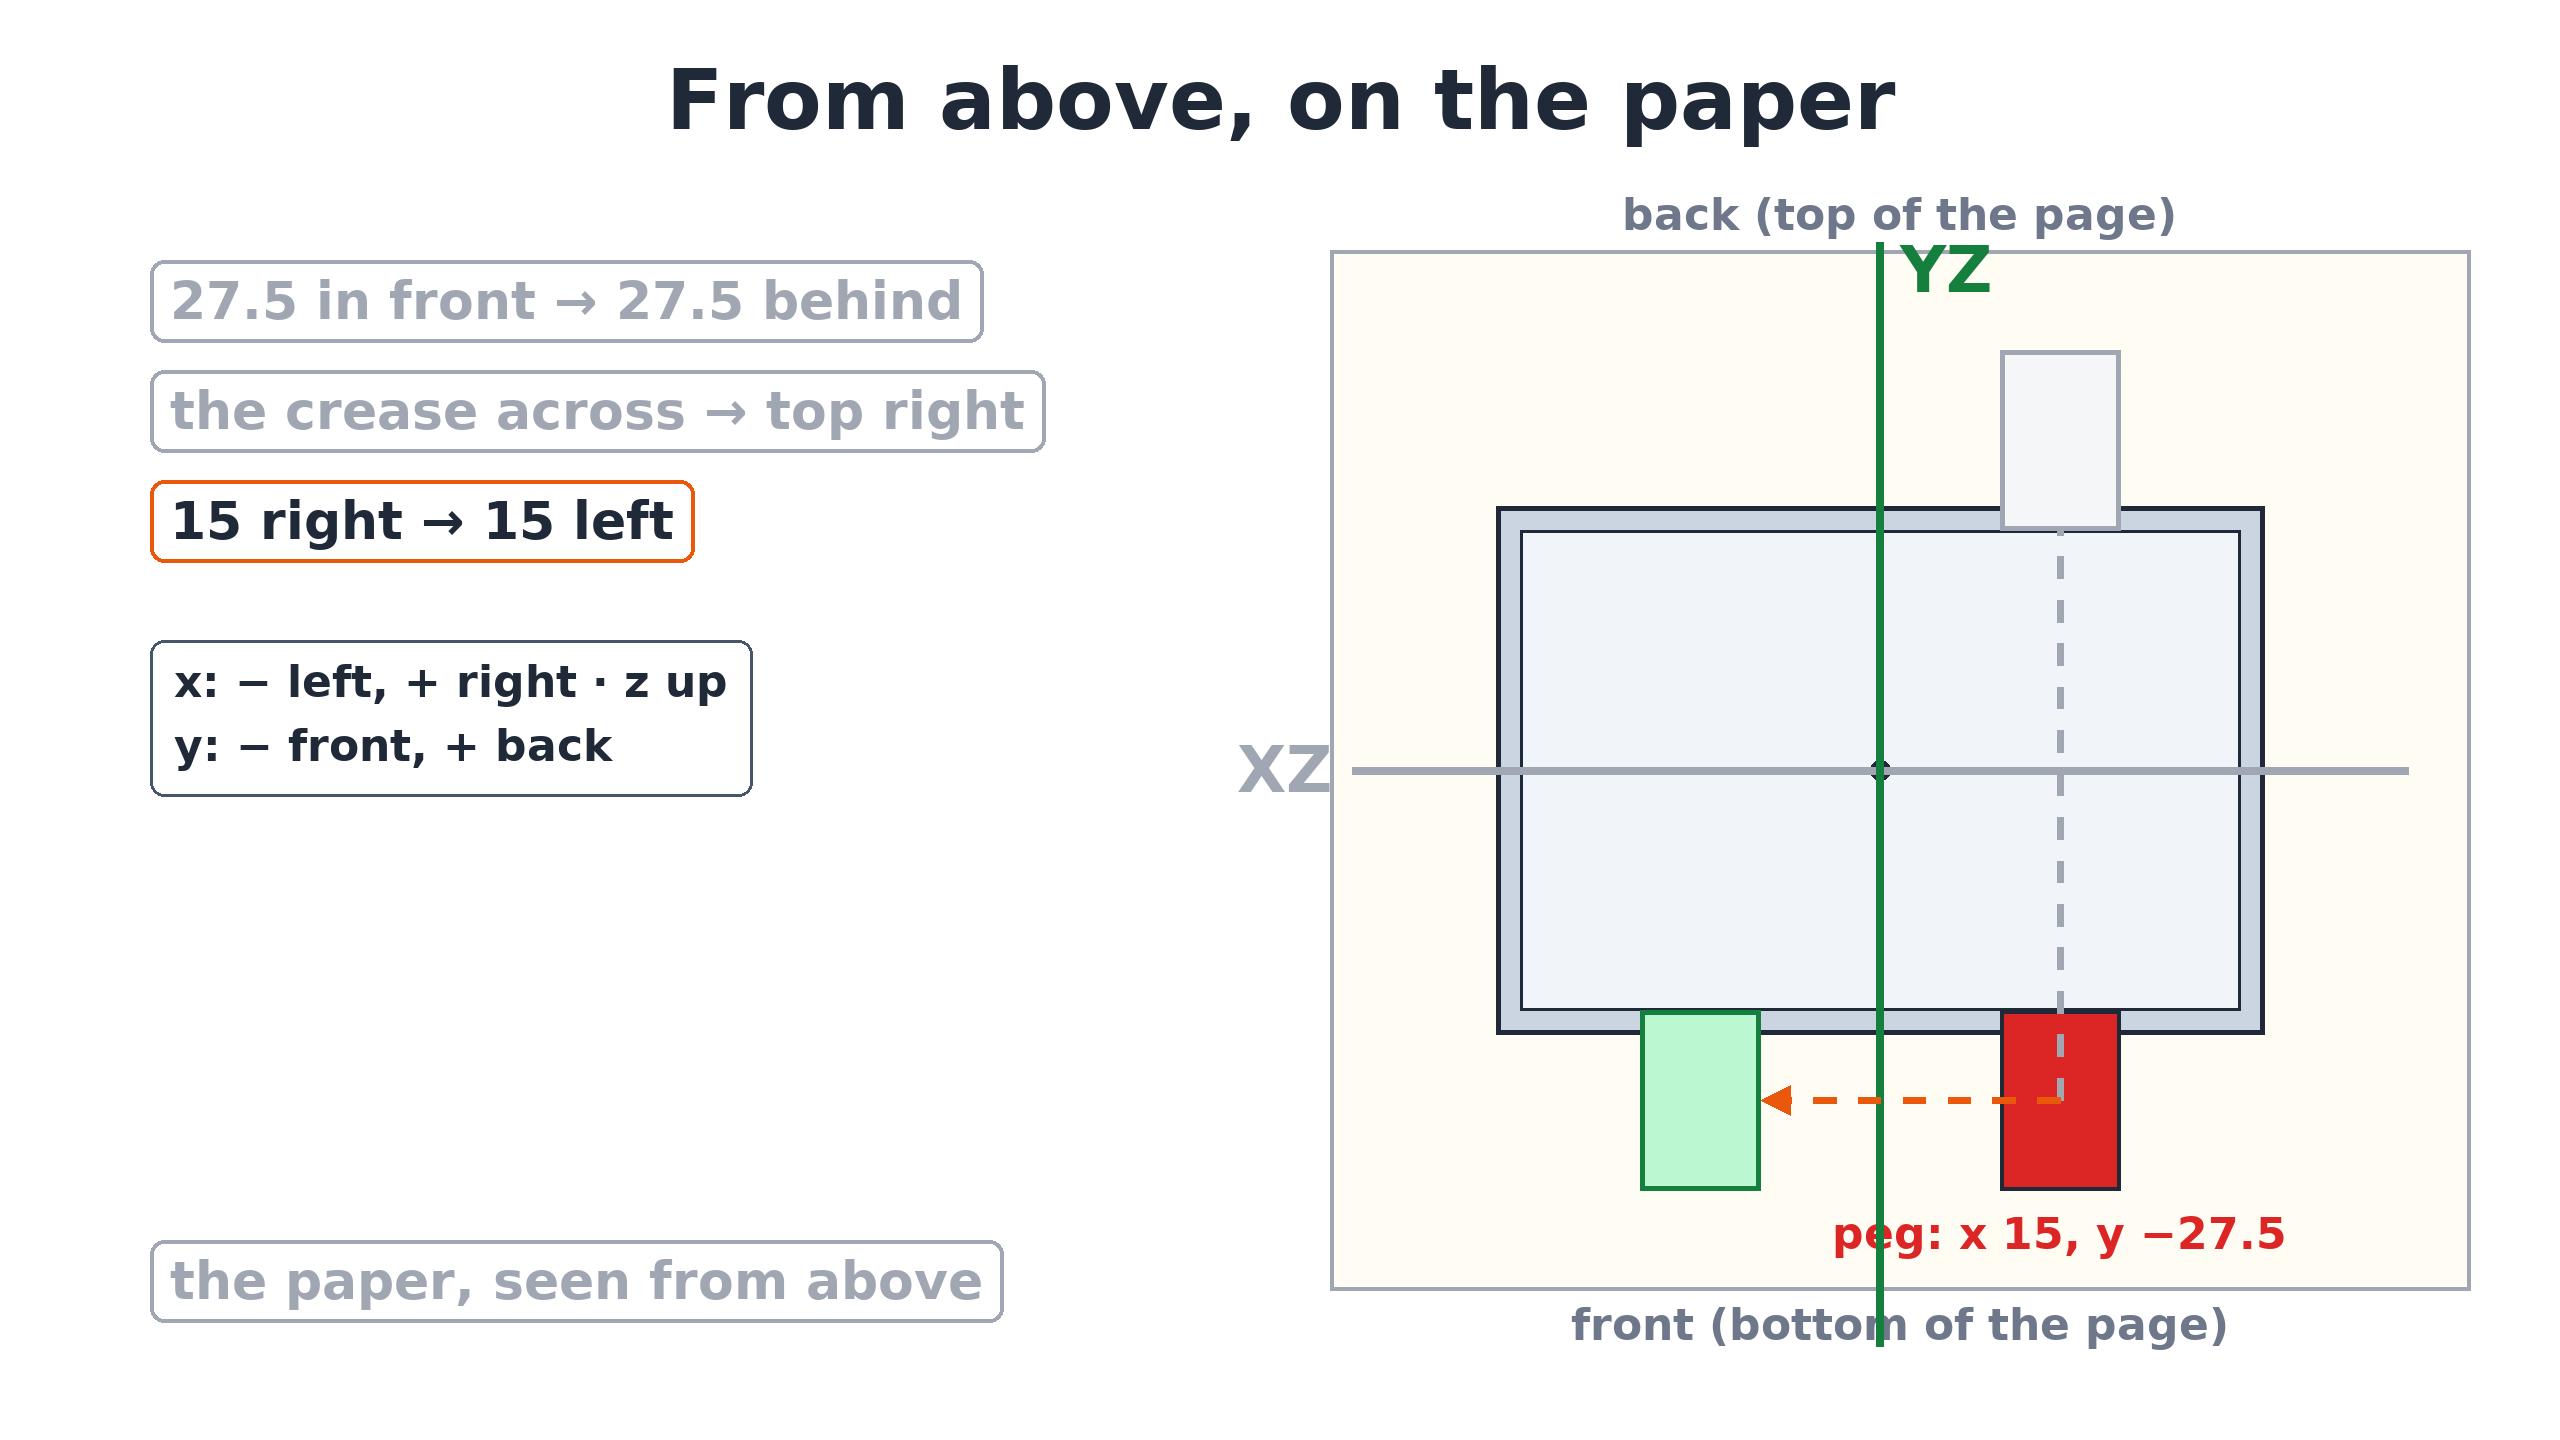 From above, on the paper
back (top of the page)
YZ
27.5 in front → 27.5 behind
the crease across → top right
15 right → 15 left
x: − left, + right · z up
y: − front, + back
XZ
peg: x 15, y −27.5
the paper, seen from above
front (bottom of the page)